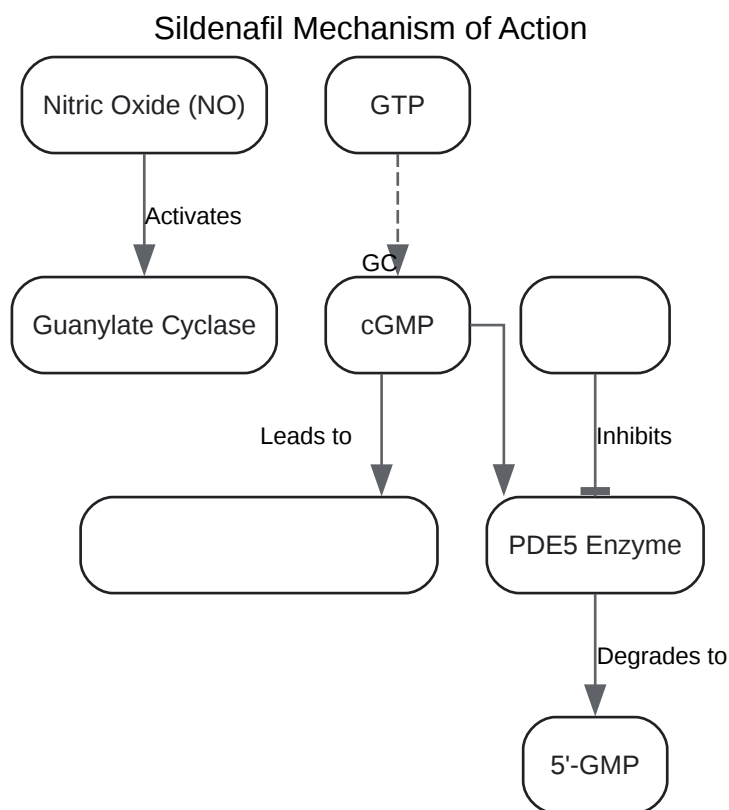 Sildenafil Mechanism of Action
Nitric Oxide (NO)
GTP
Activates
GC
Guanylate Cyclase
cGMP
Leads to
Inhibits
PDE5 Enzyme
Degrades to
5'-GMP